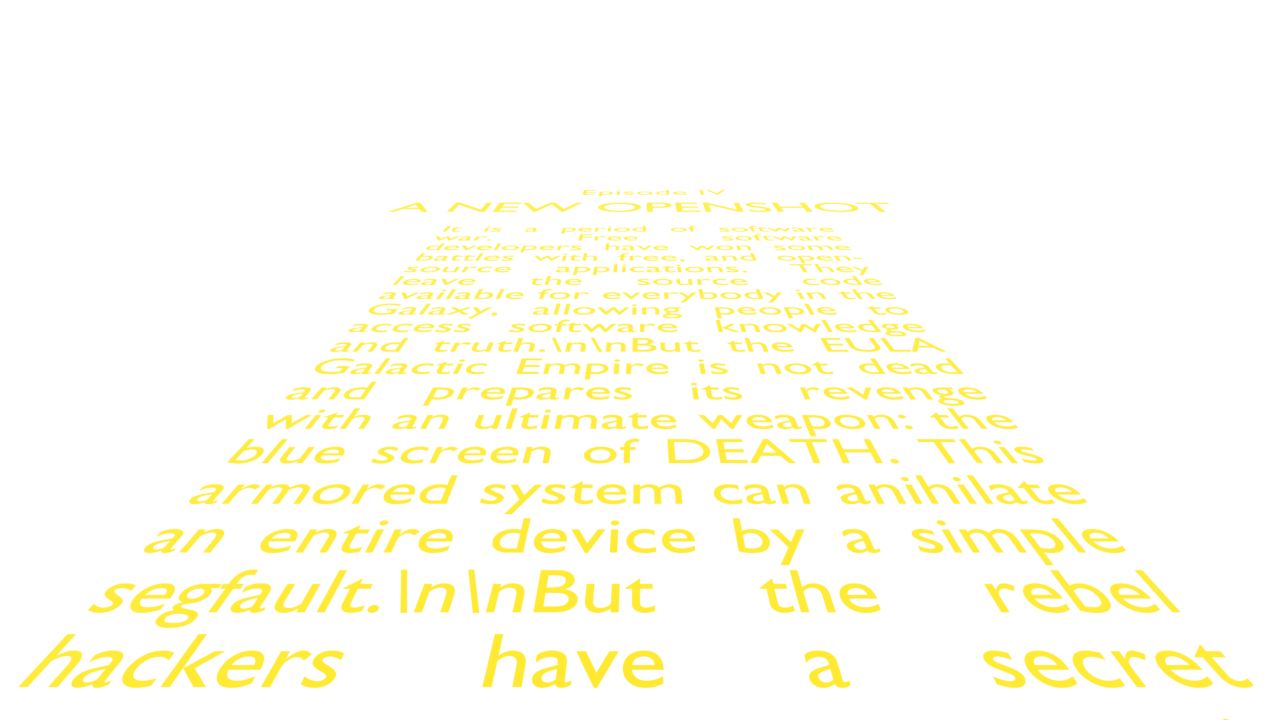 Episode IV
A NEW OPENSHOT
It is a period of software
war. Free software
developers have won some
battles with free, and open-
source applications. They
leave the source code
available for everybody in the
Galaxy, allowing people to
access software knowledge
and truth.\n\nBut the EULA
Galactic Empire is not dead
and prepares its revenge
with an ultimate weapon: the
blue screen of DEATH. This
armored system can anihilate
an entire device by a simple
segfault.\n\nBut the rebel
hackers have a secret